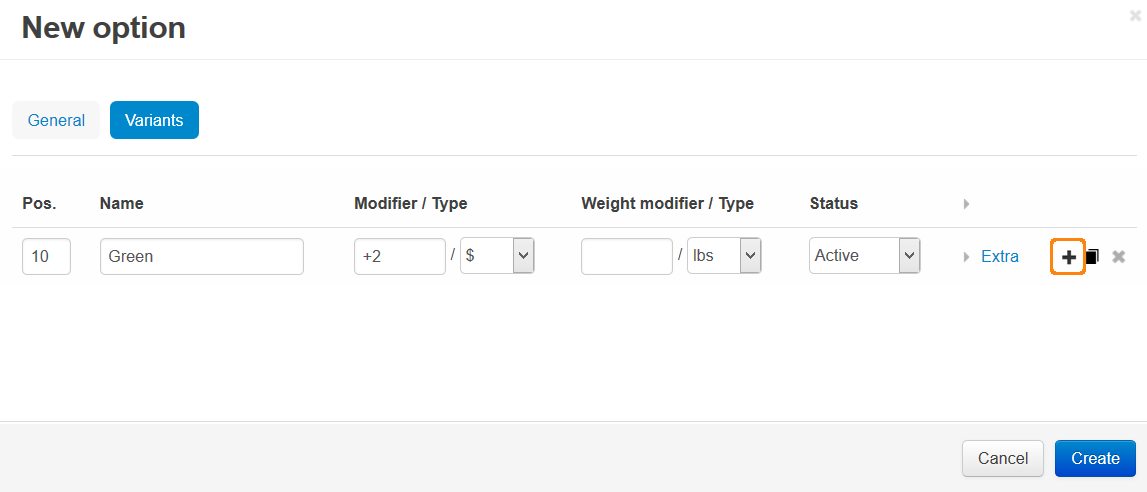 New option
General Variants
Pos. Name Modifier / Type Weight modifier / Type Status
10 Green +2 / $ / lbs Active Extra
Cancel Create